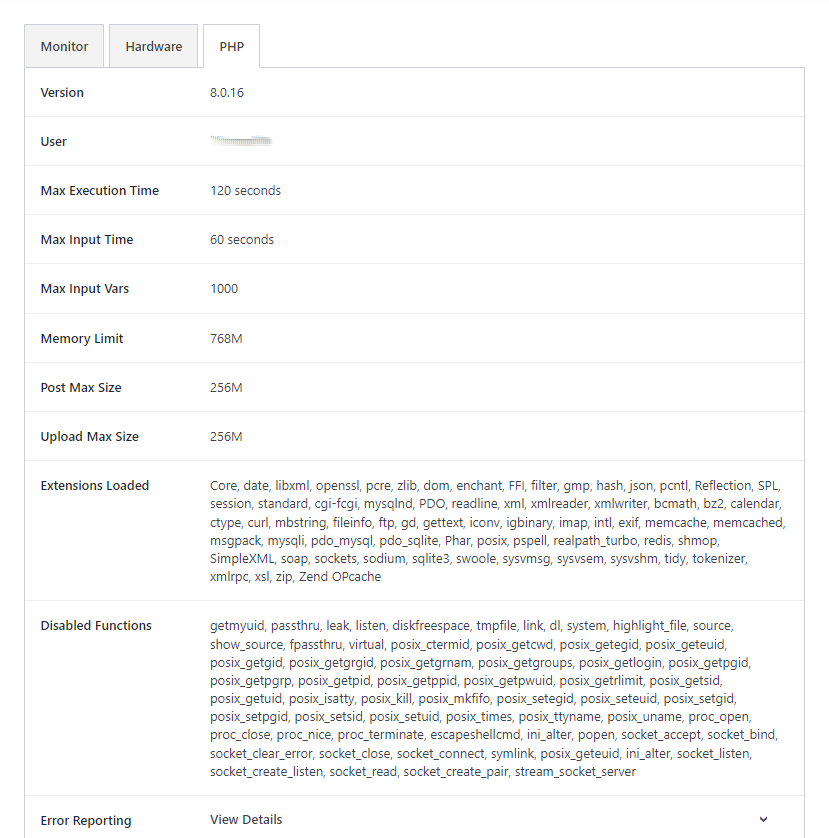 Monitor Hardware PHP
Version 8.0.16
User
Max Execution Time 120 seconds
Max Input Time 60 seconds
Max Input Vars 1000
Memory Limit 768M
Post Max Size 256M
Upload Max Size 256M
Extensions Loaded Core, date, libxml, openssl, pcre, zlib, dom, enchant, FFI, filter, gmp, hash, json, pcntl, Reflection, SPL,
session, standard, cgi-fcgi, mysqlnd, PDO, readline, xml, xmlreader, xmlwriter, bcmath, bz2, calendar,
ctype, curl, mbstring, fileinfo, ftp, gd, gettext, iconv, igbinary, imap, intl, exif, memcache, memcached,
msgpack, mysqli, pdo_mysql, pdo_sqlite, Phar, posix, pspell, realpath_turbo, redis, shmop,
SimpleXML, soap, sockets, sodium, sqlite3, swoole, sysvmsg, sysvsem, sysvshm, tidy, tokenizer,
xmlrpc, xsl, zip, Zend OPcache
Disabled Functions getmyuid, passthru, leak, listen, diskfreespace, tmpfile, link, dl, system, highlight_file, source,
show_source, fpassthru, virtual, posix_ctermid, posix_getcwd, posix_getegid, posix_geteuid,
posix_getgid, posix_getgrgid, posix_getgrnam, posix_getgroups, posix_getlogin, posix_getpgid,
posix_getpgrp, posix_getpid, posix_getppid, posix_getpwuid, posix_getrlimit, posix_getsid,
posix_getuid, posix_isatty, posix_kill, posix_mkfifo, posix_setegid, posix_seteuid, posix_setgid,
posix_setpgid, posix_setsid, posix_setuid, posix_times, posix_ttyname, posix_uname, proc_open,
proc_close, proc_nice, proc_terminate, escapeshellcmd, ini_alter, popen, socket_accept, socket_bind,
socket_clear_error, socket_close, socket_connect, symlink, posix_geteuid, ini_alter, socket_listen,
socket_create_listen, socket_read, socket_create_pair, stream_socket_server
Error Reporting View Details